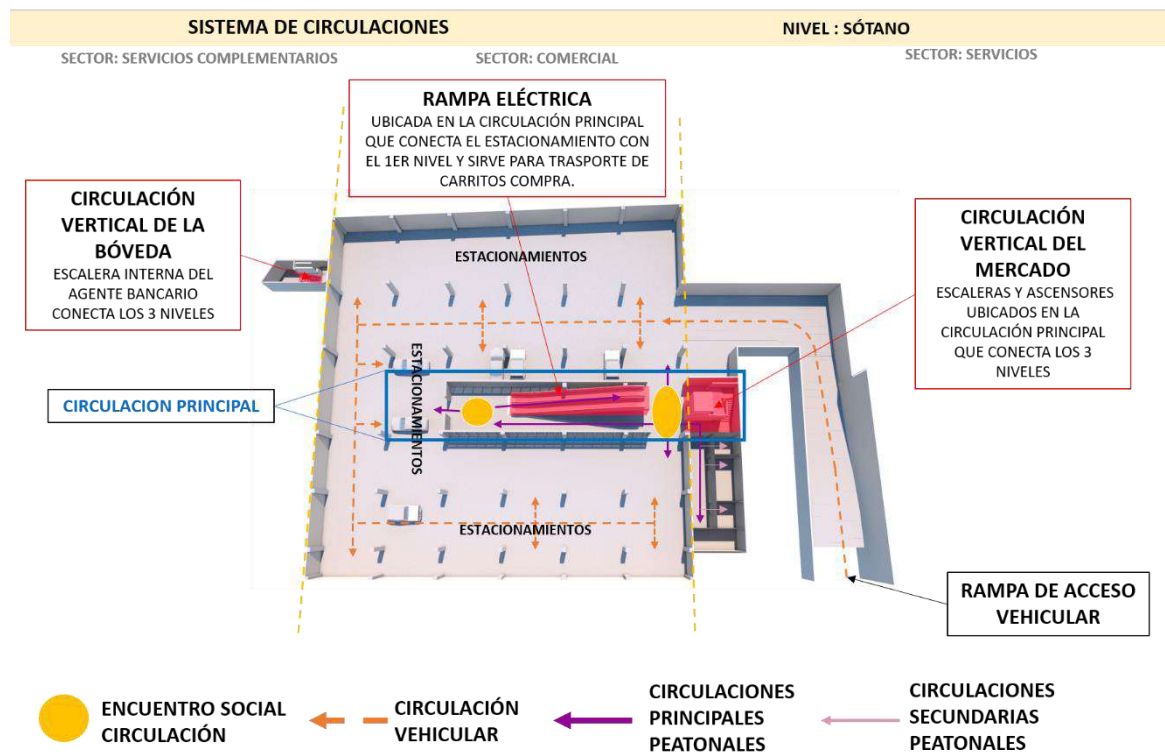 SISTEMA DE CIRCULACIONES
NIVEL : SÓTANO
SECTOR: SERVICIOS COMPLEMENTARIOS
SECTOR: COMERCIAL
SECTOR: SERVICIOS
RAMPA ELÉCTRICA
UBICADA EN LA CIRCULACIÓN PRINCIPAL
QUE CONECTA EL ESTACIONAMIENTO CON
EL 1ER NIVEL Y SIRVE PARA TRASPORTE DE
CARRITOS COMPRA.
CIRCULACIÓN
VERTICAL DE LA
BÓVEDA
ESCALERA INTERNA DEL
AGENTE BANCARIO
CONECTA LOS 3 NIVELES
CIRCULACIÓN
VERTICAL DEL
MERCADO
ESCALERAS Y ASCENSORES
UBICADOS EN LA
CIRCULACIÓN PRINCIPAL
QUE CONECTA LOS 3
NIVELES
ESTACIONAMIENTOS
ESTACIONAMIENTOS
CIRCULACION PRINCIPAL
ESTACIONAMIENTOS
RAMPA DE ACCESO
VEHICULAR
ENCUENTRO SOCIAL
CIRCULACIÓN
CIRCULACIÓN
VEHICULAR
CIRCULACIONES
PRINCIPALES
PEATONALES
CIRCULACIONES
SECUNDARIAS
PEATONALES